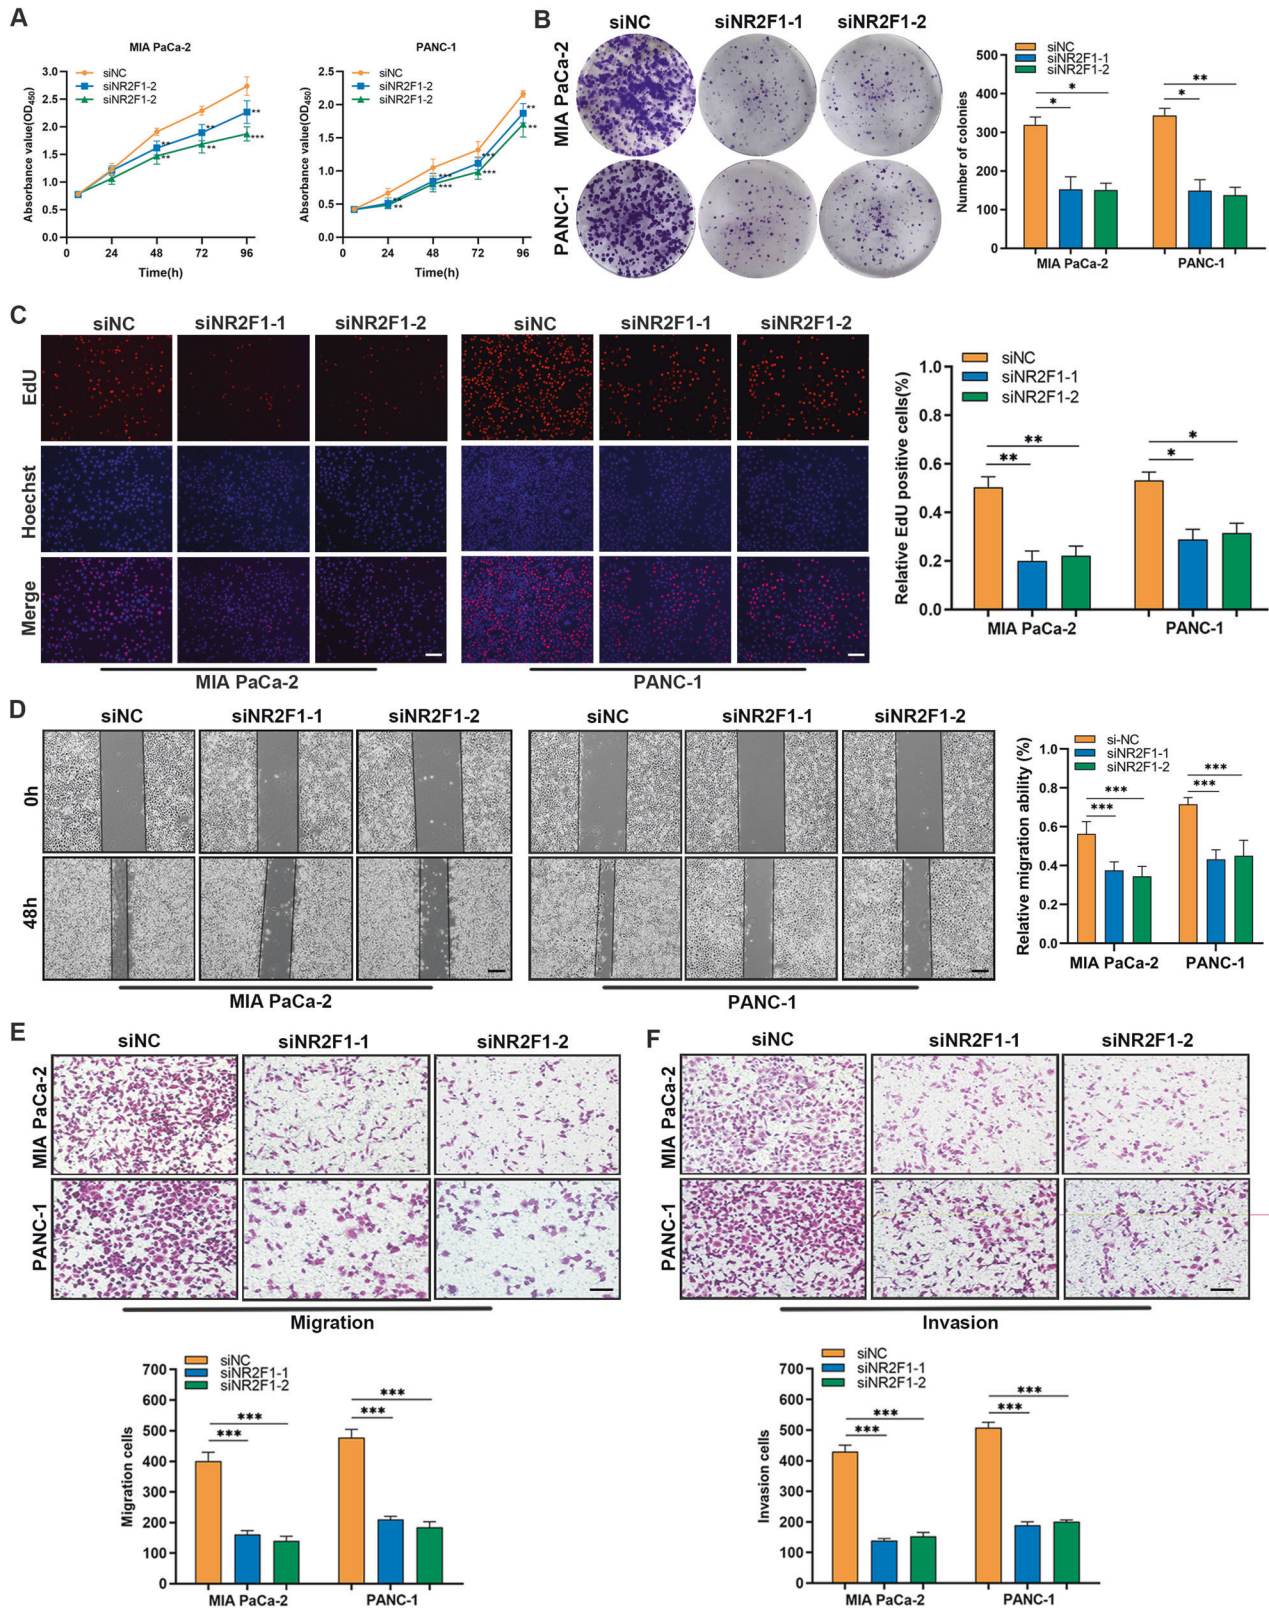 A
MIA PaCa-2
Absorbance value(OD450)
3.0
2.5
2.0
1.5
1.0
0.5
0.0
siNC
siNR2F1-2
siNR2F1-2
**
**
**
**
**
***
0 24 48 72 96
Time(h)
PANC-1
Absorbance value(OD450)
2.5
2.0
1.5
1.0
0.5
0.0
siNC
siNR2F1-2
siNR2F1-2
**
**
***
***
***
***
**
**
0 24 48 72 96
Time(h)
B
siNC siNR2F1-1 siNR2F1-2
MIA PaCa-2
PANC-1
Number of colonies
500
400
300
200
100
0
siNC
siNR2F1-1
siNR2F1-2
*
*
**
*
MIA PaCa-2 PANC-1
C
siNC siNR2F1-1 siNR2F1-2 siNC siNR2F1-1 siNR2F1-2
EdU
Hoechst
Merge
MIA PaCa-2 PANC-1
Relative EdU positive cells(%)
1.0
0.8
0.6
0.4
0.2
0.0
siNC
siNR2F1-1
siNR2F1-2
**
**
*
*
MIA PaCa-2 PANC-1
D
siNC siNR2F1-1 siNR2F1-2 siNC siNR2F1-1 siNR2F1-2
0h
48h
MIA PaCa-2 PANC-1
Relative migration ability (%)
1.0
0.8
0.6
0.4
0.2
0.0
si-NC
siNR2F1-1
siNR2F1-2
***
***
***
***
MIA PaCa-2 PANC-1
E
siNC siNR2F1-1 siNR2F1-2
MIA PaCa-2
PANC-1
Migration
Migration cells
700
600
500
400
300
200
100
0
siNC
siNR2F1-1
siNR2F1-2
***
***
***
***
MIA PaCa-2 PANC-1
F
siNC siNR2F1-1 siNR2F1-2
MIA PaCa-2
PANC-1
Invasion
Invasion cells
700
600
500
400
300
200
100
0
siNC
siNR2F1-1
siNR2F1-2
***
***
***
***
MIA PaCa-2 PANC-1